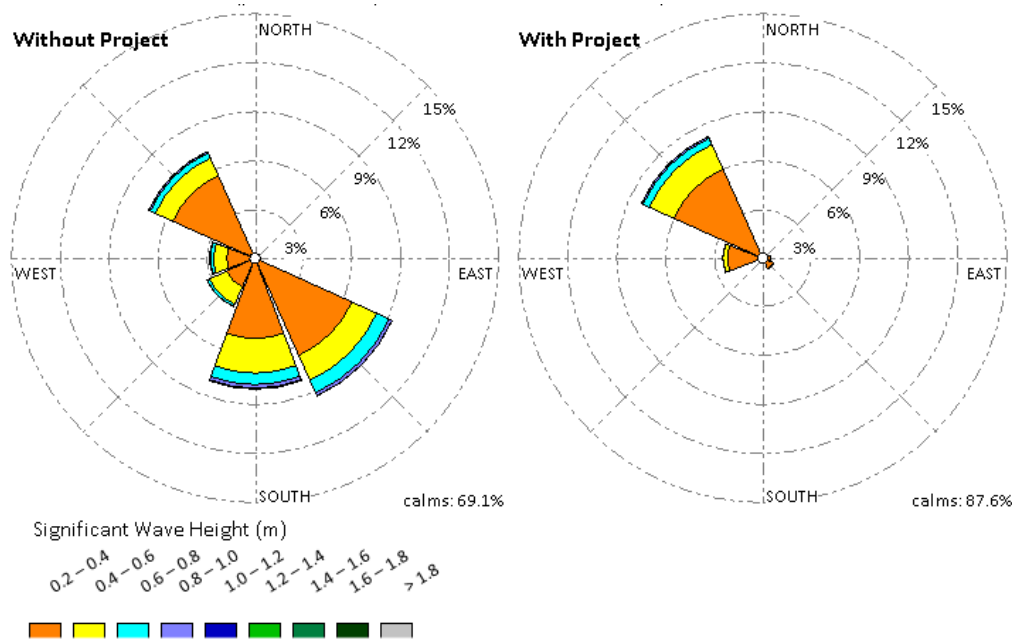 Without Project
NORTH
15%
12%
9%
6%
3%
WEST
EAST
SOUTH
calms: 69.1%
With Project
NORTH
15%
12%
9%
6%
3%
WEST
EAST
SOUTH
calms: 87.6%
Significant Wave Height (m)
0.2 – 0.4
0.4 – 0.6
0.6 – 0.8
0.8 – 1.0
1.0 – 1.2
1.2 – 1.4
1.4 – 1.6
1.6 – 1.8
> 1.8